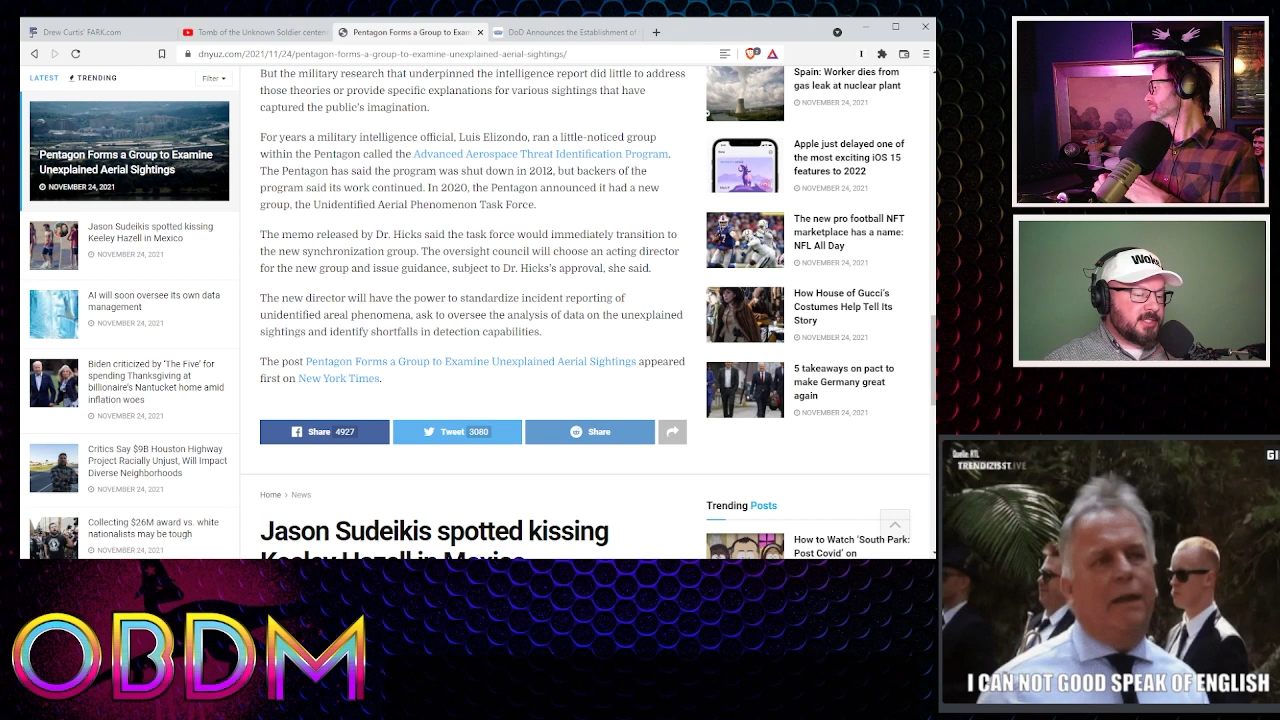 Drew Curtis' FARK.com
Tomb of the Unknown Soldier center
Pentagon Forms a Group to Exam
DoD Announces the Establishment of
dnyuz.com/2021/11/24/pentagon-forms-a-group-to-examine-unexplained-aerial-sightings/
LATEST
TRENDING
Filter
Pentagon Forms a Group to Examine
Unexplained Aerial Sightings
NOVEMBER 24, 2021
Jason Sudeikis spotted kissing
Keeley Hazell in Mexico
NOVEMBER 24, 2021
AI will soon oversee its own data
management
NOVEMBER 24, 2021
Biden criticized by 'The Five' for
spending Thanksgiving at
billionaire's Nantucket home amid
inflation woes
NOVEMBER 24, 2021
Critics Say $9B Houston Highway
Project Racially Unjust, Will Impact
Diverse Neighborhoods
NOVEMBER 24, 2021
Collecting $26M award vs. white
nationalists may be tough
NOVEMBER 24, 2021
But the military research that underpinned the intelligence report did little to address
those theories or provide specific explanations for various sightings that have
captured the public's imagination.
For years a military intelligence official, Luis Elizondo, ran a little-noticed group
within the Pentagon called the Advanced Aerospace Threat Identification Program.
The Pentagon has said the program was shut down in 2012, but backers of the
program said its work continued. In 2020, the Pentagon announced it had a new
group, the Unidentified Aerial Phenomenon Task Force.
The memo released by Dr. Hicks said the task force would immediately transition to
the new synchronization group. The oversight council will choose an acting director
for the new group and issue guidance, subject to Dr. Hicks's approval, she said.
The new director will have the power to standardize incident reporting of
unidentified areal phenomena, ask to oversee the analysis of data on the unexplained
sightings and identify shortfalls in detection capabilities.
The post Pentagon Forms a Group to Examine Unexplained Aerial Sightings appeared
first on New York Times.
Share 4927
Tweet 3080
Share
Home > News
Jason Sudeikis spotted kissing
Keeley Hazell in Mexico
Spain: Worker dies from
gas leak at nuclear plant
NOVEMBER 24, 2021
Apple just delayed one of
the most exciting iOS 15
features to 2022
NOVEMBER 24, 2021
The new pro football NFT
marketplace has a name:
NFL All Day
NOVEMBER 24, 2021
How House of Gucci's
Costumes Help Tell Its
Story
NOVEMBER 24, 2021
5 takeaways on pact to
make Germany great
again
NOVEMBER 24, 2021
Trending Posts
How to Watch 'South Park:
Post Covid' on
Woke
Quelle: RTL
TRENDIZISST.LIVE
GI
I CAN NOT GOOD SPEAK OF ENGLISH
OBDM